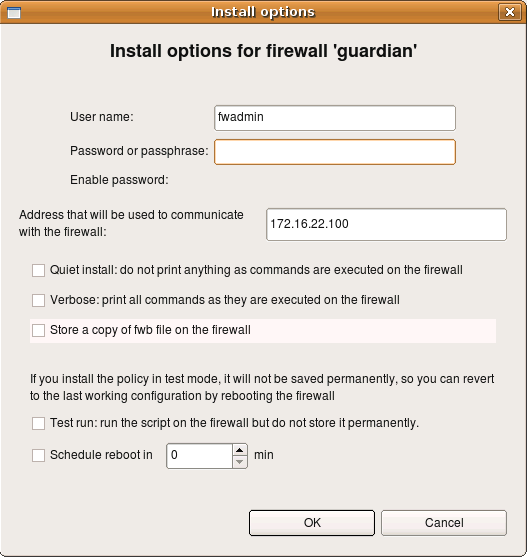 Install options
Install options for firewall 'guardian'
User name: fwadmin
Password or passphrase:
Enable password:
Address that will be used to communicate
with the firewall:
172.16.22.100
Quiet install: do not print anything as commands are executed on the firewall
Verbose: print all commands as they are executed on the firewall
Store a copy of fwb file on the firewall
If you install the policy in test mode, it will not be saved permanently, so you can revert
to the last working configuration by rebooting the firewall
Test run: run the script on the firewall but do not store it permanently.
Schedule reboot in 0 min
OK Cancel